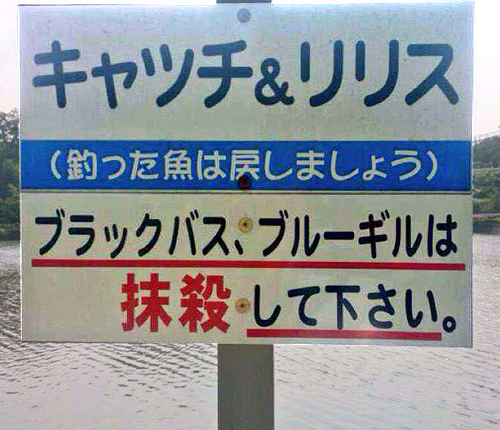 キャツチ&リリス
(釣った魚は戻しましょう)
ブラックバス、ブルーギルは
抹殺して下さい。